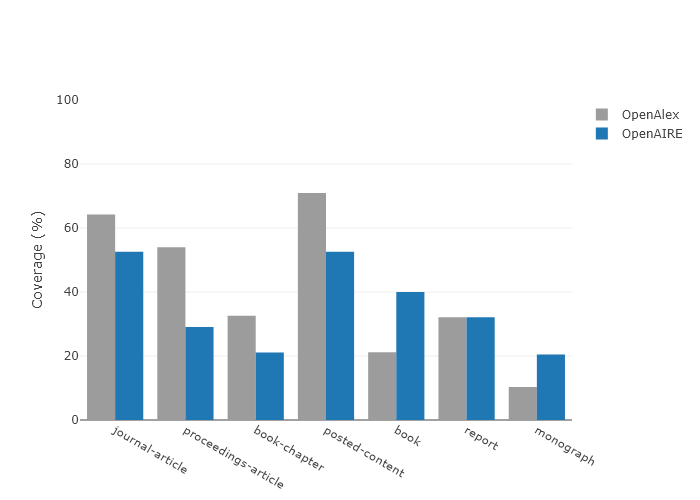 100
80
60
40
20
0
Coverage (%)
journal-article
proceedings-article
book-chapter
posted-content
book
report
monograph
OpenAlex
OpenAIRE